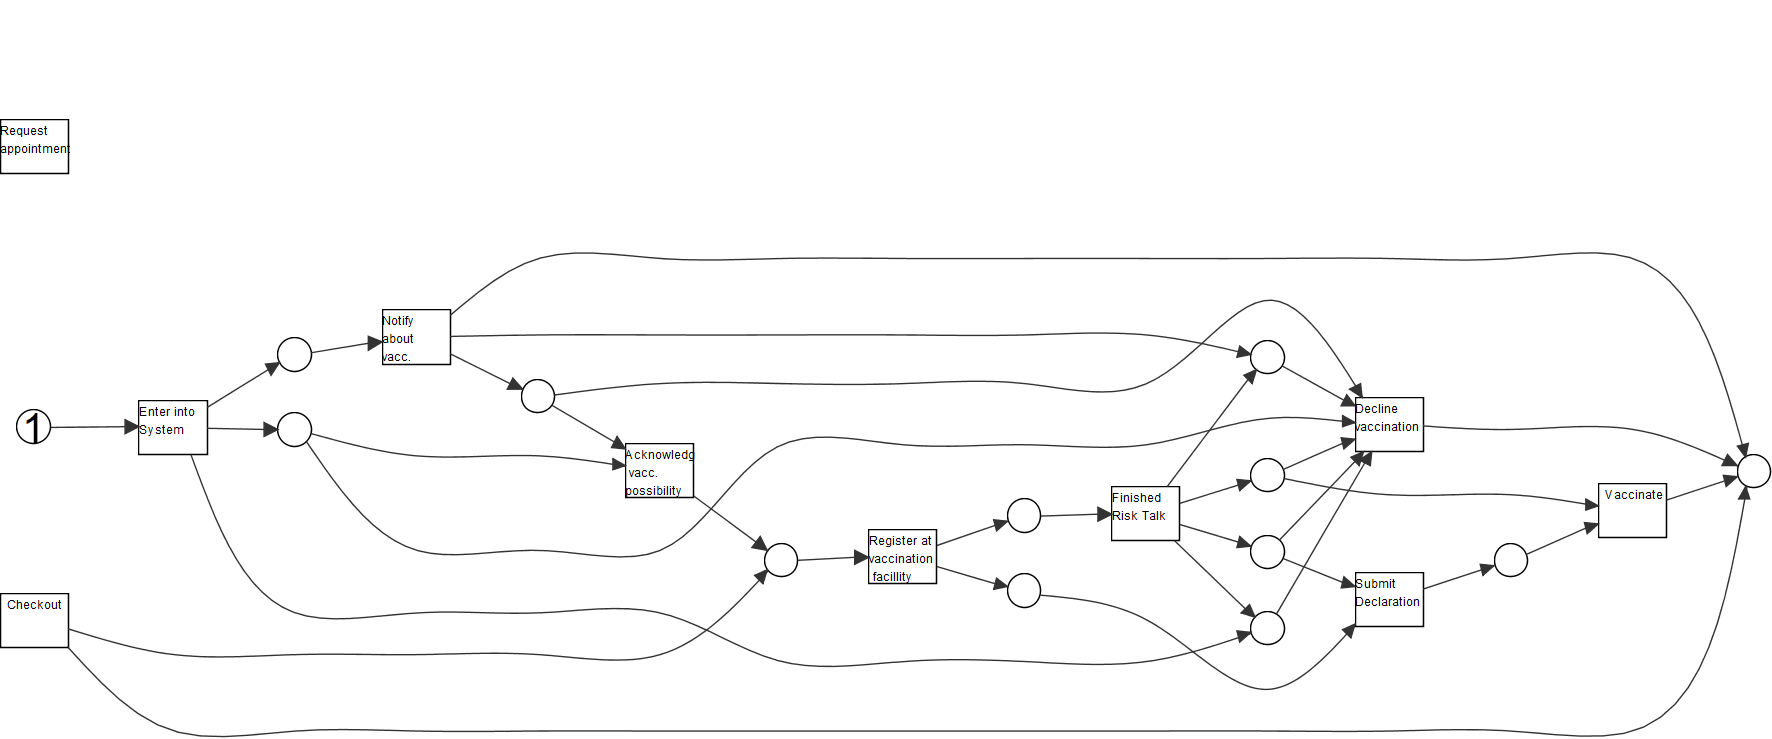 Request
appointment
Notify
about
vacc.
Enter into
System
1
Decline
vaccination
Acknowledg
vacc.
possibility
Finished
Risk Talk
Vaccinate
Register at
vaccination
facillity
Submit
Declaration
Checkout